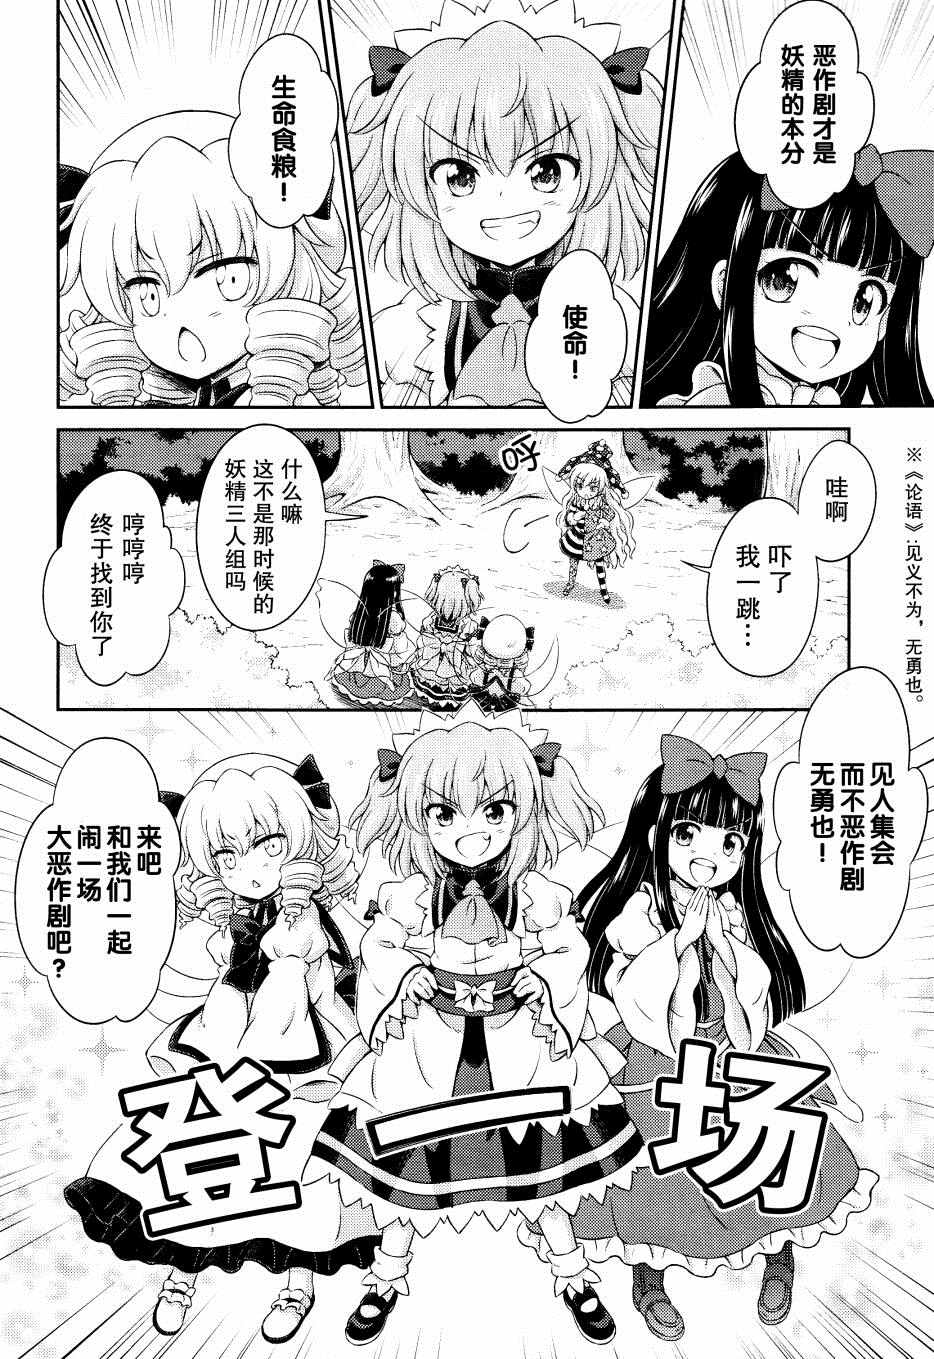 恶作剧才是
妖精的本分
使命！
生命食粮！
哇啊
吓了
我一跳…
呼
什么嘛
这不是那时候的
妖精三人组吗
哼哼哼
终于找到你了
※《论语》：见义不为，无勇也。
见人集会
而不恶作剧
无勇也！
来吧
和我们一起
闹一场
大恶作剧吧？
登一场